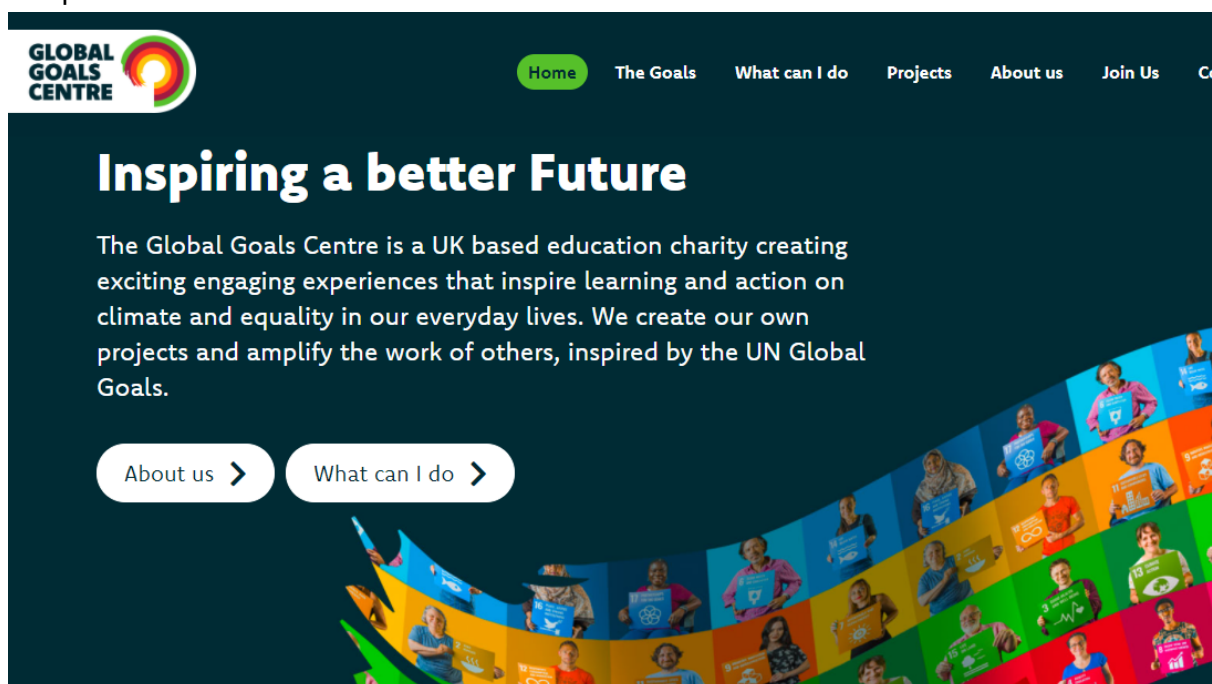 GLOBAL
GOALS
CENTRE
Home The Goals What can I do Projects About us Join Us
Inspiring a better Future
The Global Goals Centre is a UK based education charity creating
exciting engaging experiences that inspire learning and action on
climate and equality in our everyday lives. We create our own
projects and amplify the work of others, inspired by the UN Global
Goals.
About us What can I do